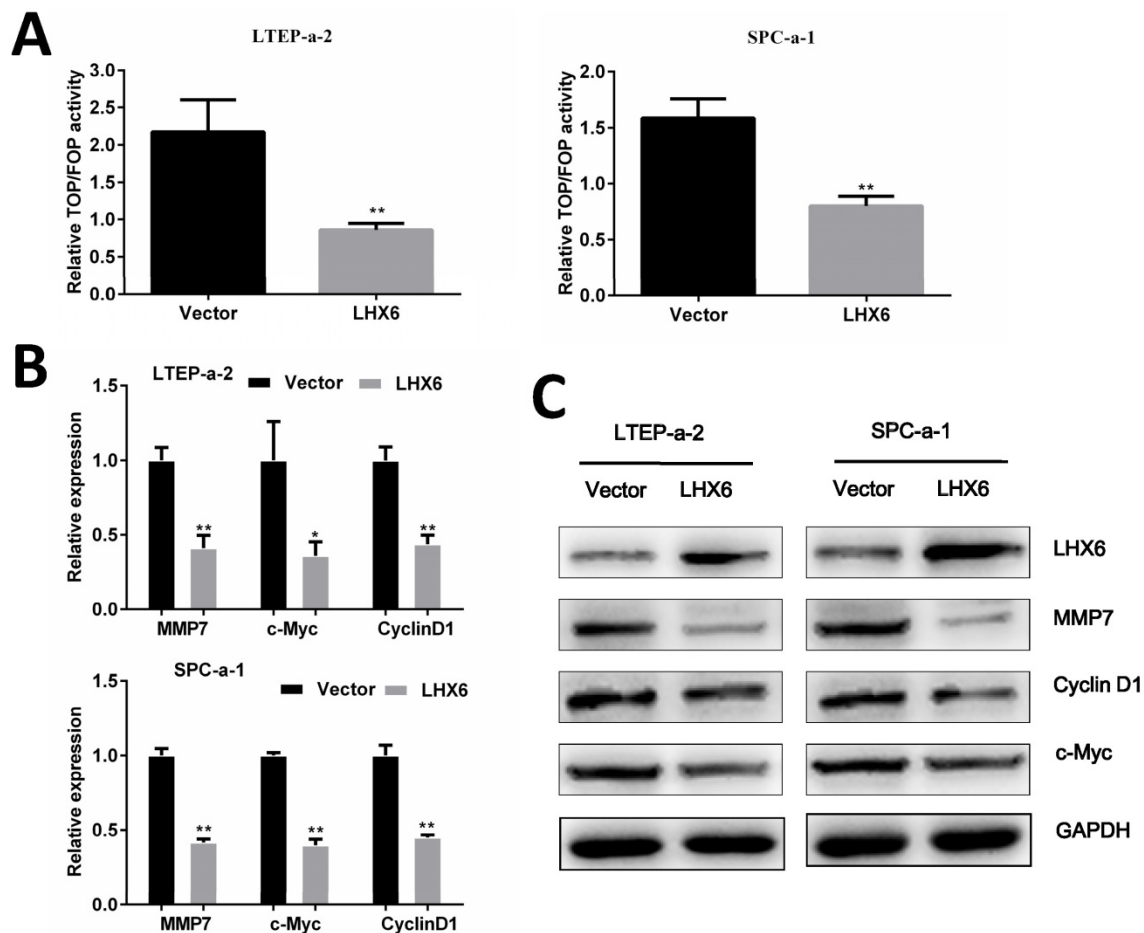 A
LTEP-a-2
Relative TOP/FOP activity
3.0
2.5
2.0
1.5
1.0
0.5
0.0
**
Vector LHX6
SPC-a-1
Relative TOP/FOP activity
2.0
1.5
1.0
0.5
0.0
**
Vector LHX6
B
LTEP-a-2
Vector LHX6
Relative expression
1.5
1.0
0.5
0.0
** * **
MMP7 c-Myc CyclinD1
SPC-a-1
Vector LHX6
Relative expression
1.5
1.0
0.5
0.0
** ** **
MMP7 c-Myc CyclinD1
C
LTEP-a-2 SPC-a-1
Vector LHX6 Vector LHX6
LHX6
MMP7
Cyclin D1
c-Myc
GAPDH